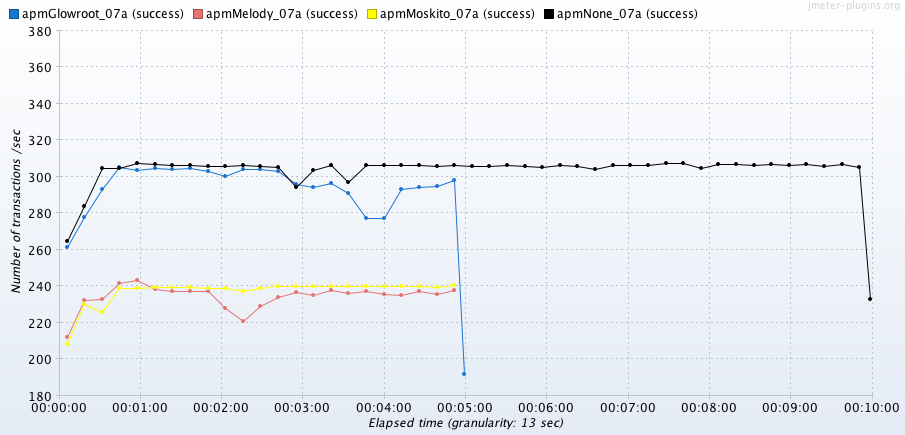 jmeter-plugins.org
apmGlowroot_07a (success) apmMelody_07a (success) apmMoskito_07a (success) apmNone_07a (success)
Number of transactions /sec
380
360
340
320
300
280
260
240
220
200
180
00:00:00 00:01:00 00:02:00 00:03:00 00:04:00 00:05:00 00:06:00 00:07:00 00:08:00 00:09:00 00:10:00
Elapsed time (granularity: 13 sec)